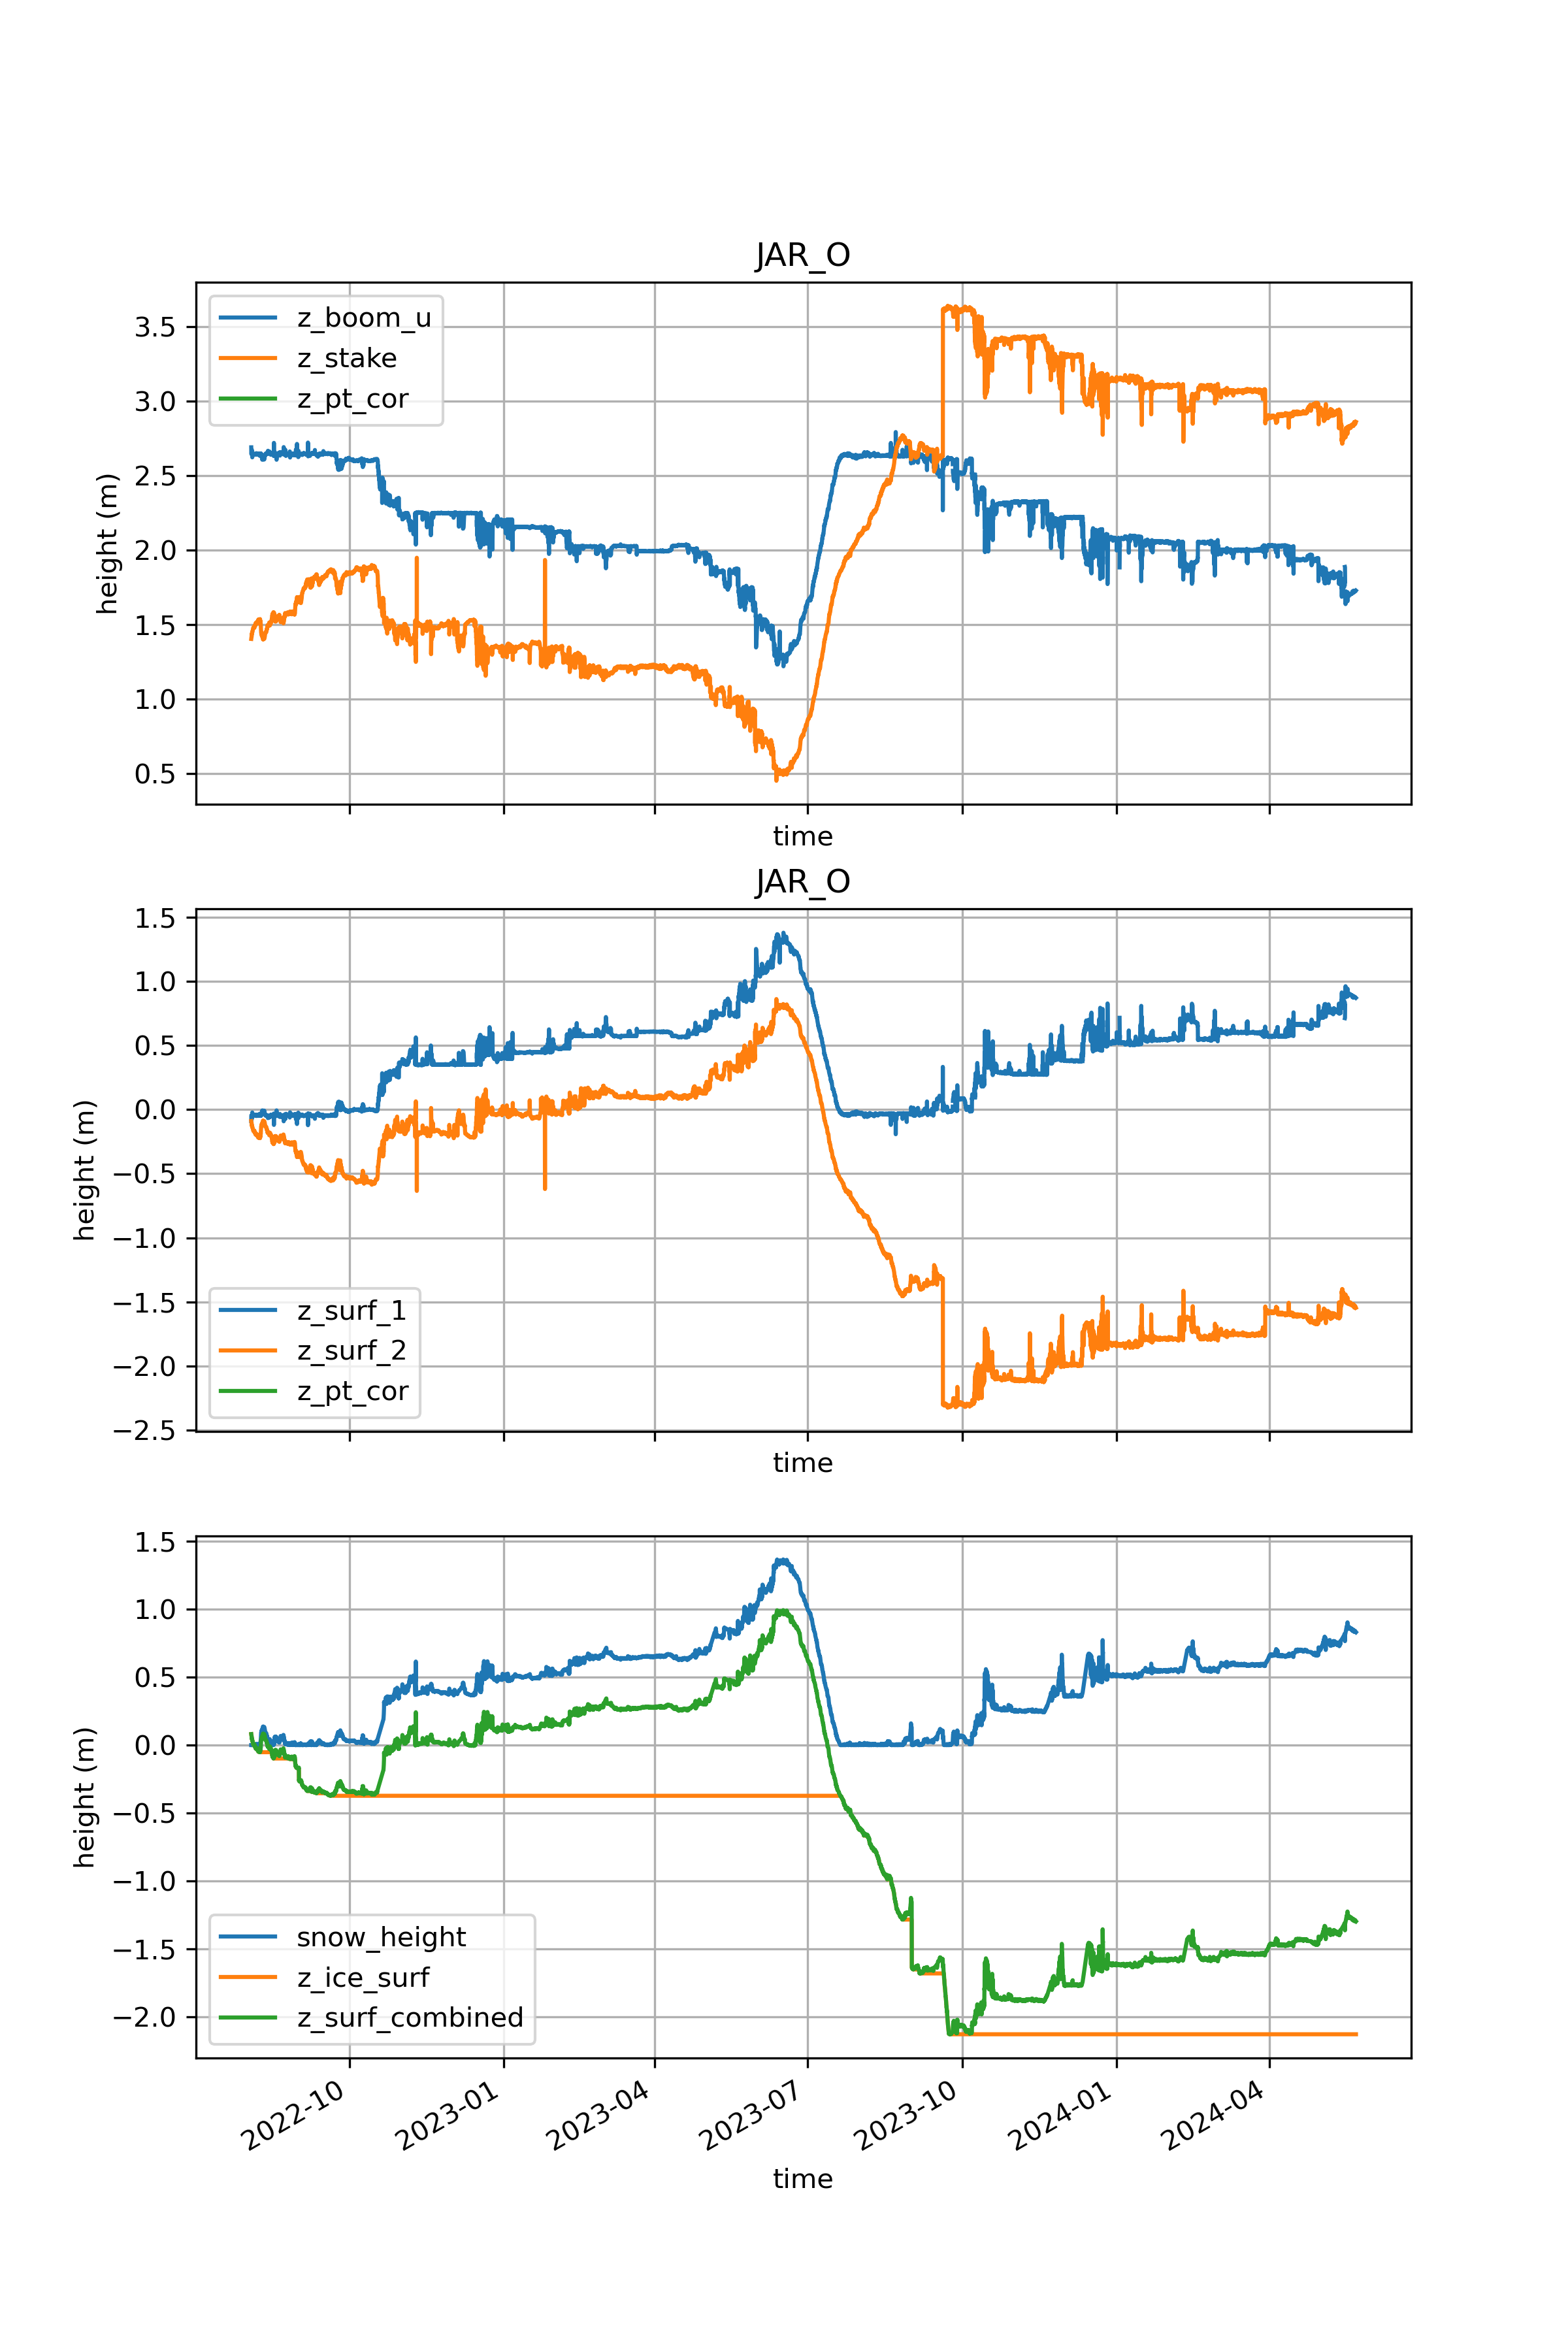 JAR_O
z_boom_u
z_stake
z_pt_cor
height (m)
3.5
3.0
2.5
2.0
1.5
1.0
0.5
time
JAR_O
height (m)
1.5
1.0
0.5
0.0
−0.5
−1.0
−1.5
−2.0
−2.5
z_surf_1
z_surf_2
z_pt_cor
time
height (m)
1.5
1.0
0.5
0.0
−0.5
−1.0
−1.5
−2.0
snow_height
z_ice_surf
z_surf_combined
2022-10
2023-01
2023-04
2023-07
2023-10
2024-01
2024-04
time